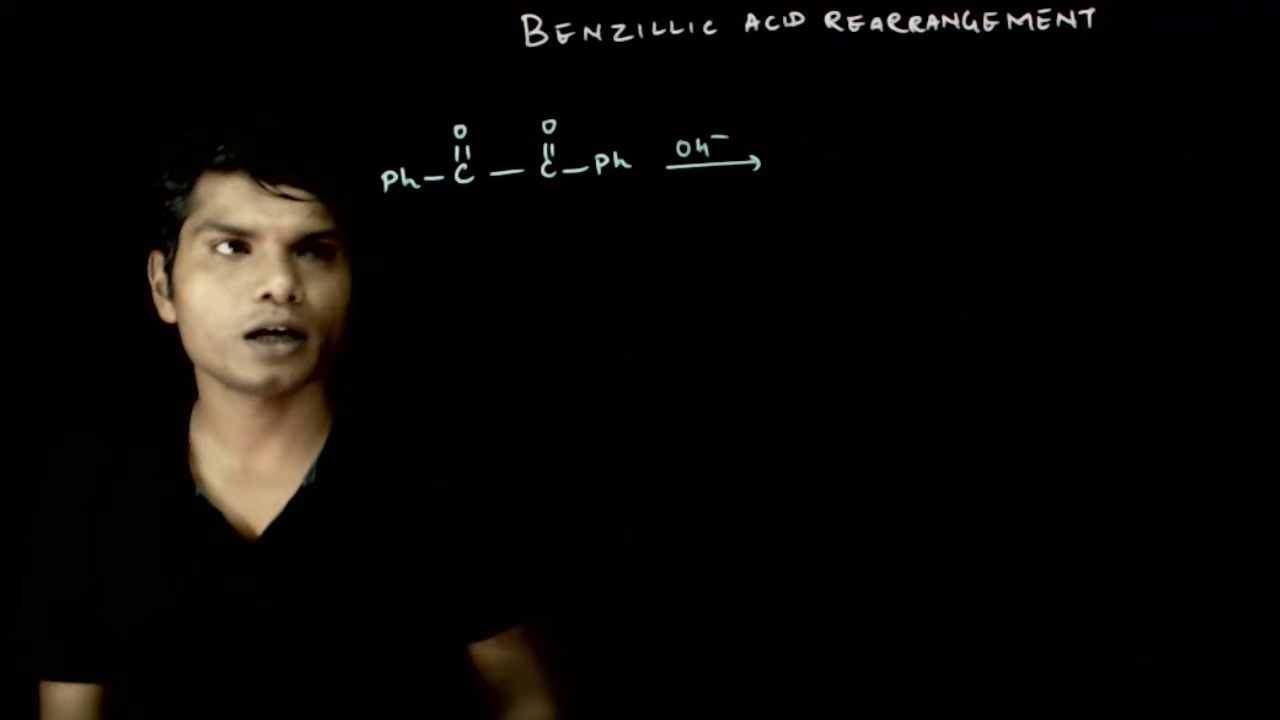 BENZILLIC ACID REARRANGEMENT
O O
|| ||
Ph-C — C-Ph OH⁻ →